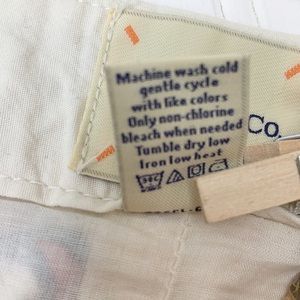 Machine wash cold
gentle cycle
with like colors
Only non-chlorine
bleach when needed
Tumble dry low
Iron low heat
Co.